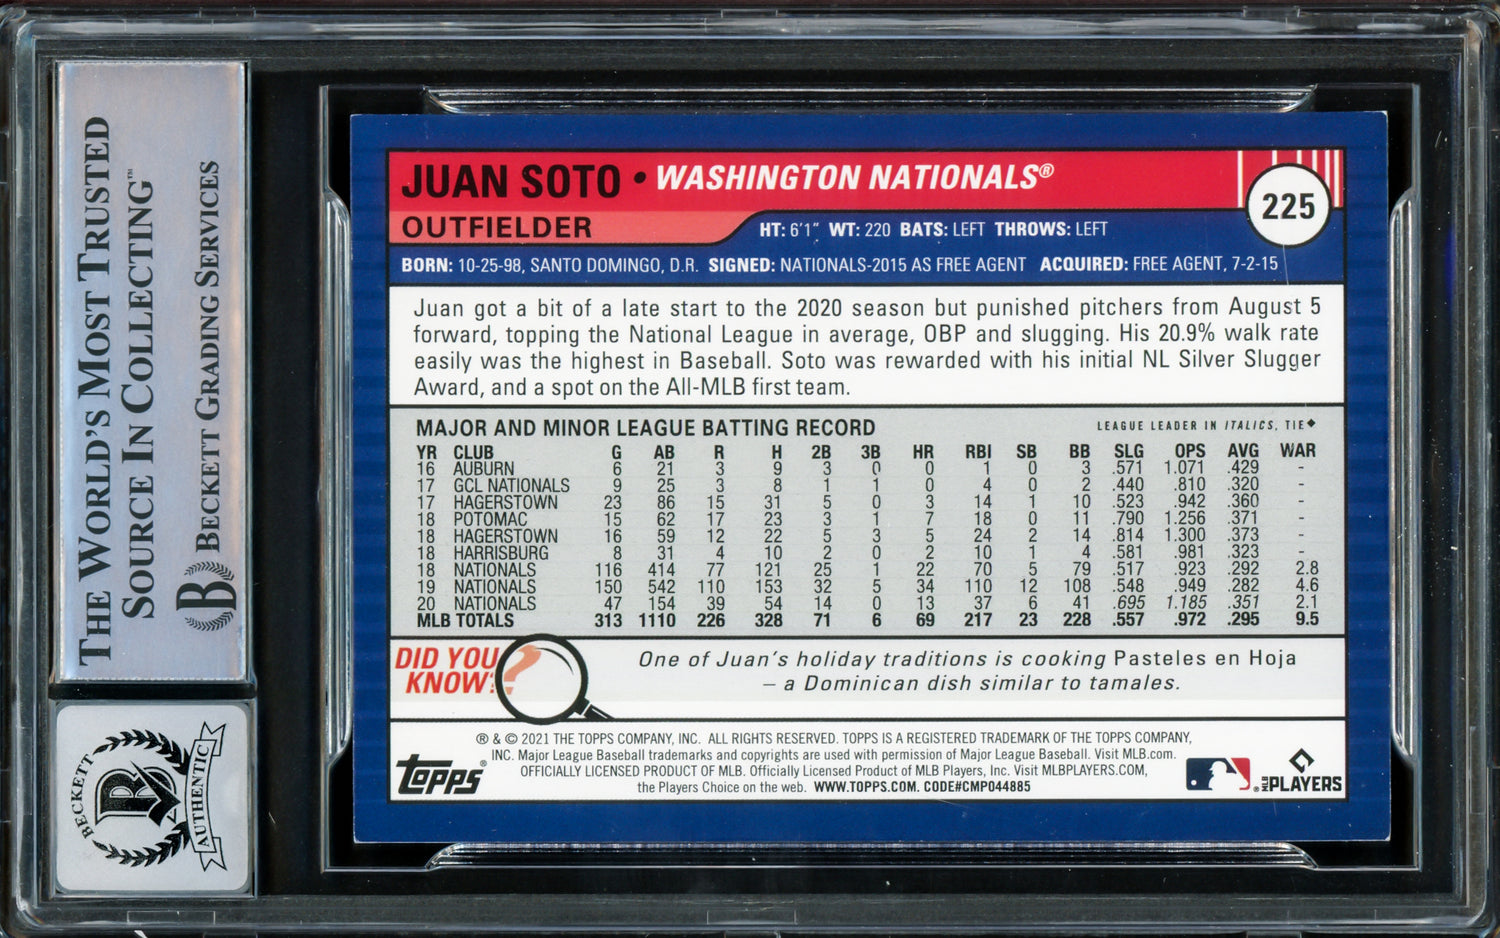 THE WORLD'S MOST TRUSTED
SOURCE IN COLLECTING™
B BECKETT GRADING SERVICES
BECKETT
B
AUTHENTIC
JUAN SOTO • WASHINGTON NATIONALS®
225
OUTFIELDER
HT: 6'1" WT: 220 BATS: LEFT THROWS: LEFT
BORN: 10-25-98, SANTO DOMINGO, D.R. SIGNED: NATIONALS-2015 AS FREE AGENT ACQUIRED: FREE AGENT, 7-2-15
Juan got a bit of a late start to the 2020 season but punished pitchers from August 5
forward, topping the National League in average, OBP and slugging. His 20.9% walk rate
easily was the highest in Baseball. Soto was rewarded with his initial NL Silver Slugger
Award, and a spot on the All-MLB first team.
MAJOR AND MINOR LEAGUE BATTING RECORD
LEAGUE LEADER IN ITALICS, TIE◆
YR CLUB G AB R H 2B 3B HR RBI SB BB SLG OPS AVG WAR
16 AUBURN 6 21 3 9 3 0 0 1 0 3 .571 1.071 .429 -
17 GCL NATIONALS 9 25 3 8 1 1 0 4 0 2 .440 .810 .320 -
17 HAGERSTOWN 23 86 15 31 5 0 3 14 1 10 .523 .942 .360 -
18 POTOMAC 15 62 17 23 3 1 7 18 0 11 .790 1.256 .371 -
18 HAGERSTOWN 16 59 12 22 5 3 5 24 2 14 .814 1.300 .373 -
18 HARRISBURG 8 31 4 10 2 0 2 10 1 4 .581 .981 .323 -
18 NATIONALS 116 414 77 121 25 1 22 70 5 79 .517 .923 .292 2.8
19 NATIONALS 150 542 110 153 32 5 34 110 12 108 .548 .949 .282 4.6
20 NATIONALS 47 154 39 54 14 0 13 37 6 41 .695 1.185 .351 2.1
MLB TOTALS 313 1110 226 328 71 6 69 217 23 228 .557 .972 .295 9.5
DID YOU
KNOW?
One of Juan's holiday traditions is cooking Pasteles en Hoja
– a Dominican dish similar to tamales.
® & © 2021 THE TOPPS COMPANY, INC. ALL RIGHTS RESERVED. TOPPS IS A REGISTERED TRADEMARK OF THE TOPPS COMPANY,
INC. Major League Baseball trademarks and copyrights are used with permission of Major League Baseball. Visit MLB.com.
OFFICIALLY LICENSED PRODUCT OF MLB. Officially Licensed Product of MLB Players, Inc. Visit MLBPLAYERS.COM,
the Players Choice on the web. WWW.TOPPS.COM. CODE#CMP044885
Topps®
MLB PLAYERS